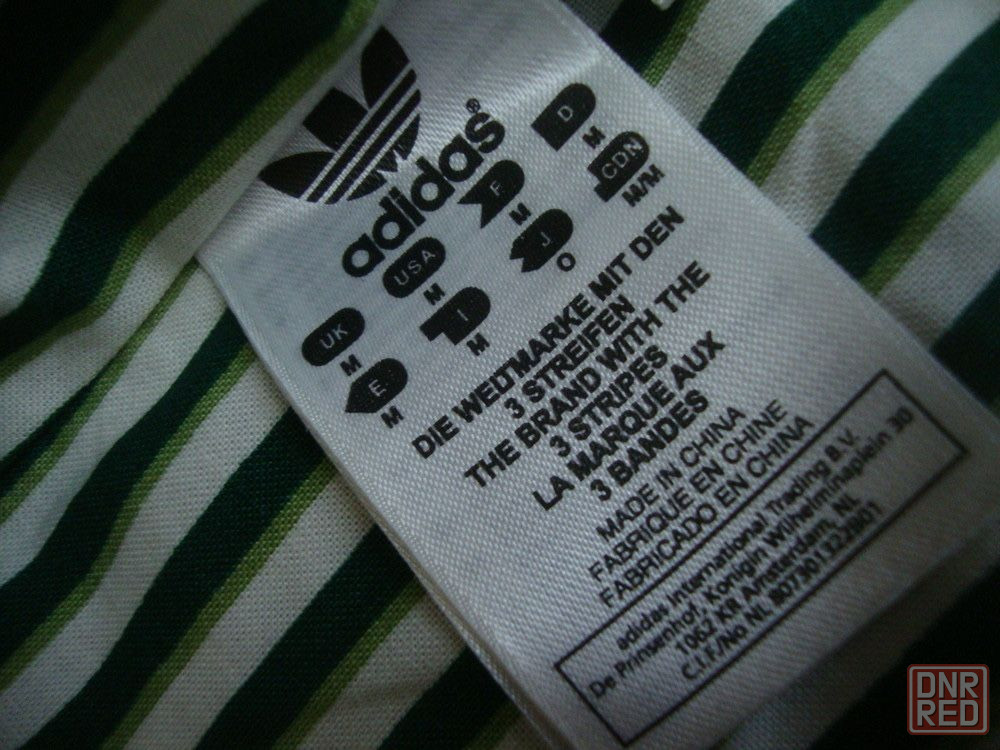 adidas®
UK USA F D
M M M M
E I J CDN
M M O M/M
DIE WELTMARKE MIT DEN
3 STREIFEN
THE BRAND WITH THE
3 STRIPES
LA MARQUE AUX
3 BANDES
MADE IN CHINA
FABRIQUE EN CHINE
FABRICADO EN CHINA
adidas International Trading B.V.
De Prinsenhof, Konigin Wilhelminaplein 30
1062 KR Amsterdam, NL
C.I.F/No NL
DNR
RED